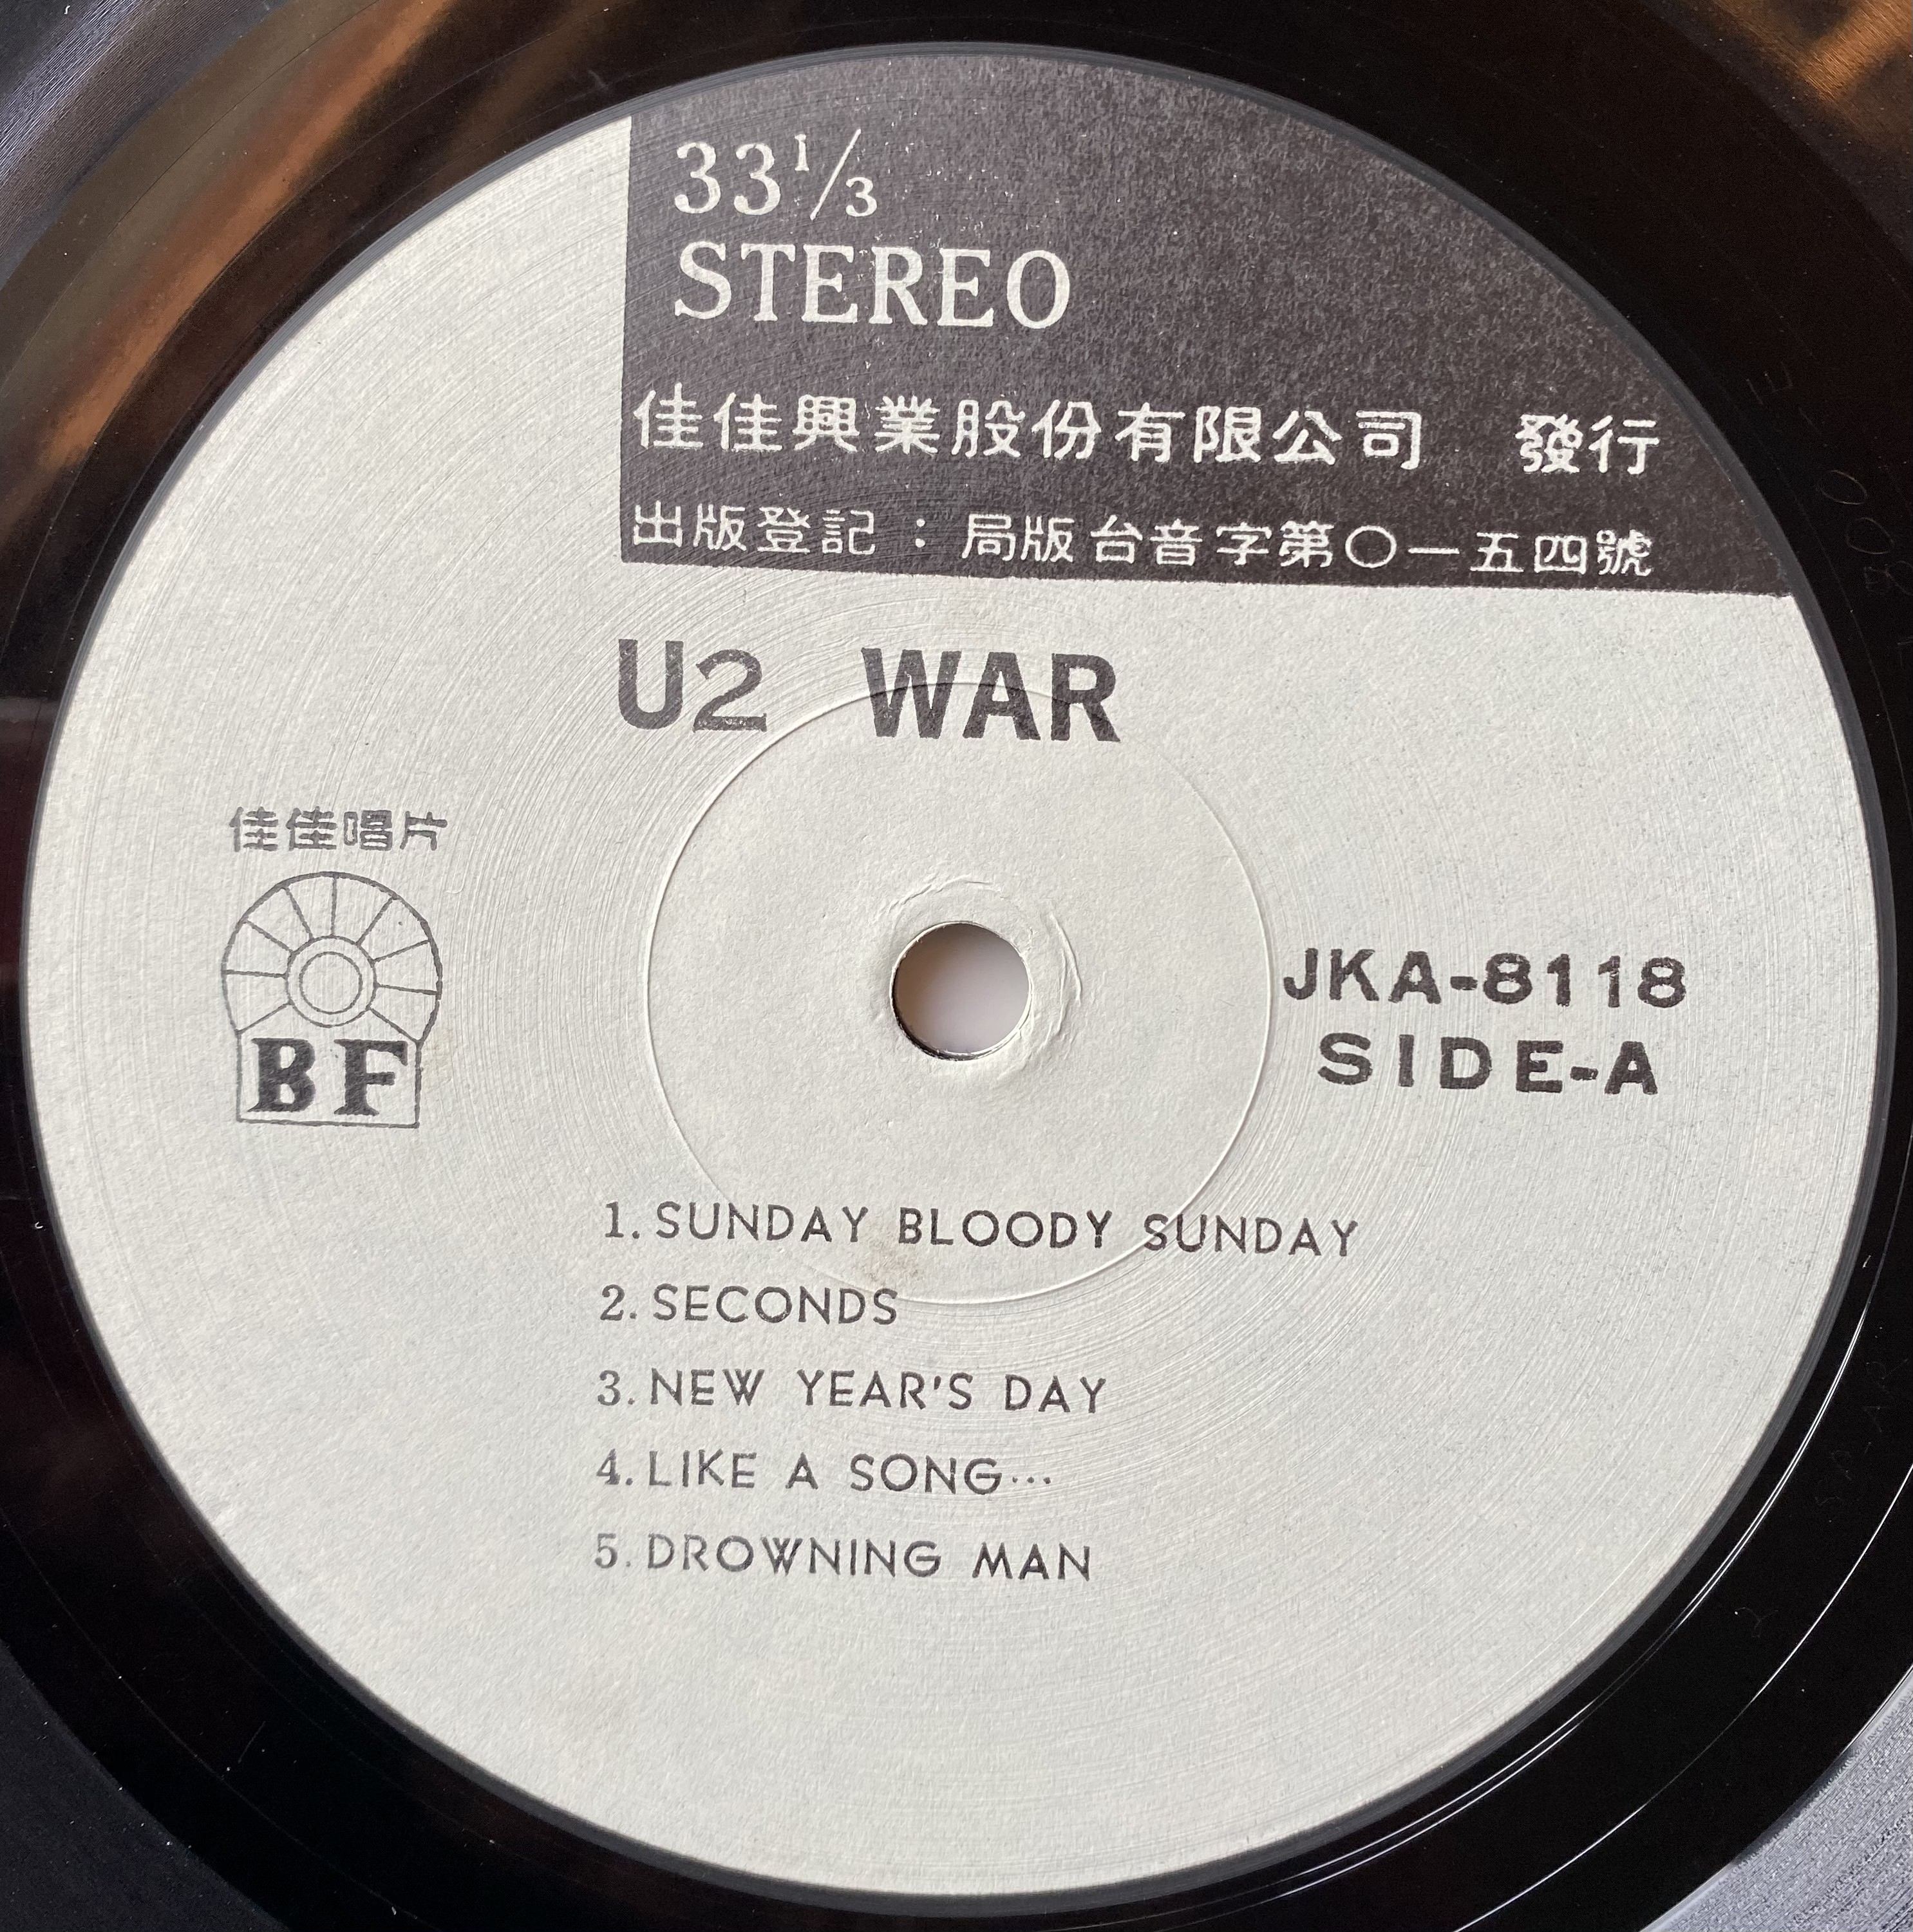 33⅓
STEREO
佳佳興業股份有限公司 發行
出版登記：局版台音字第〇一五四號
U2 WAR
佳佳唱片
BF
JKA-8118
SIDE-A
1. SUNDAY BLOODY SUNDAY
2. SECONDS
3. NEW YEAR'S DAY
4. LIKE A SONG…
5. DROWNING MAN